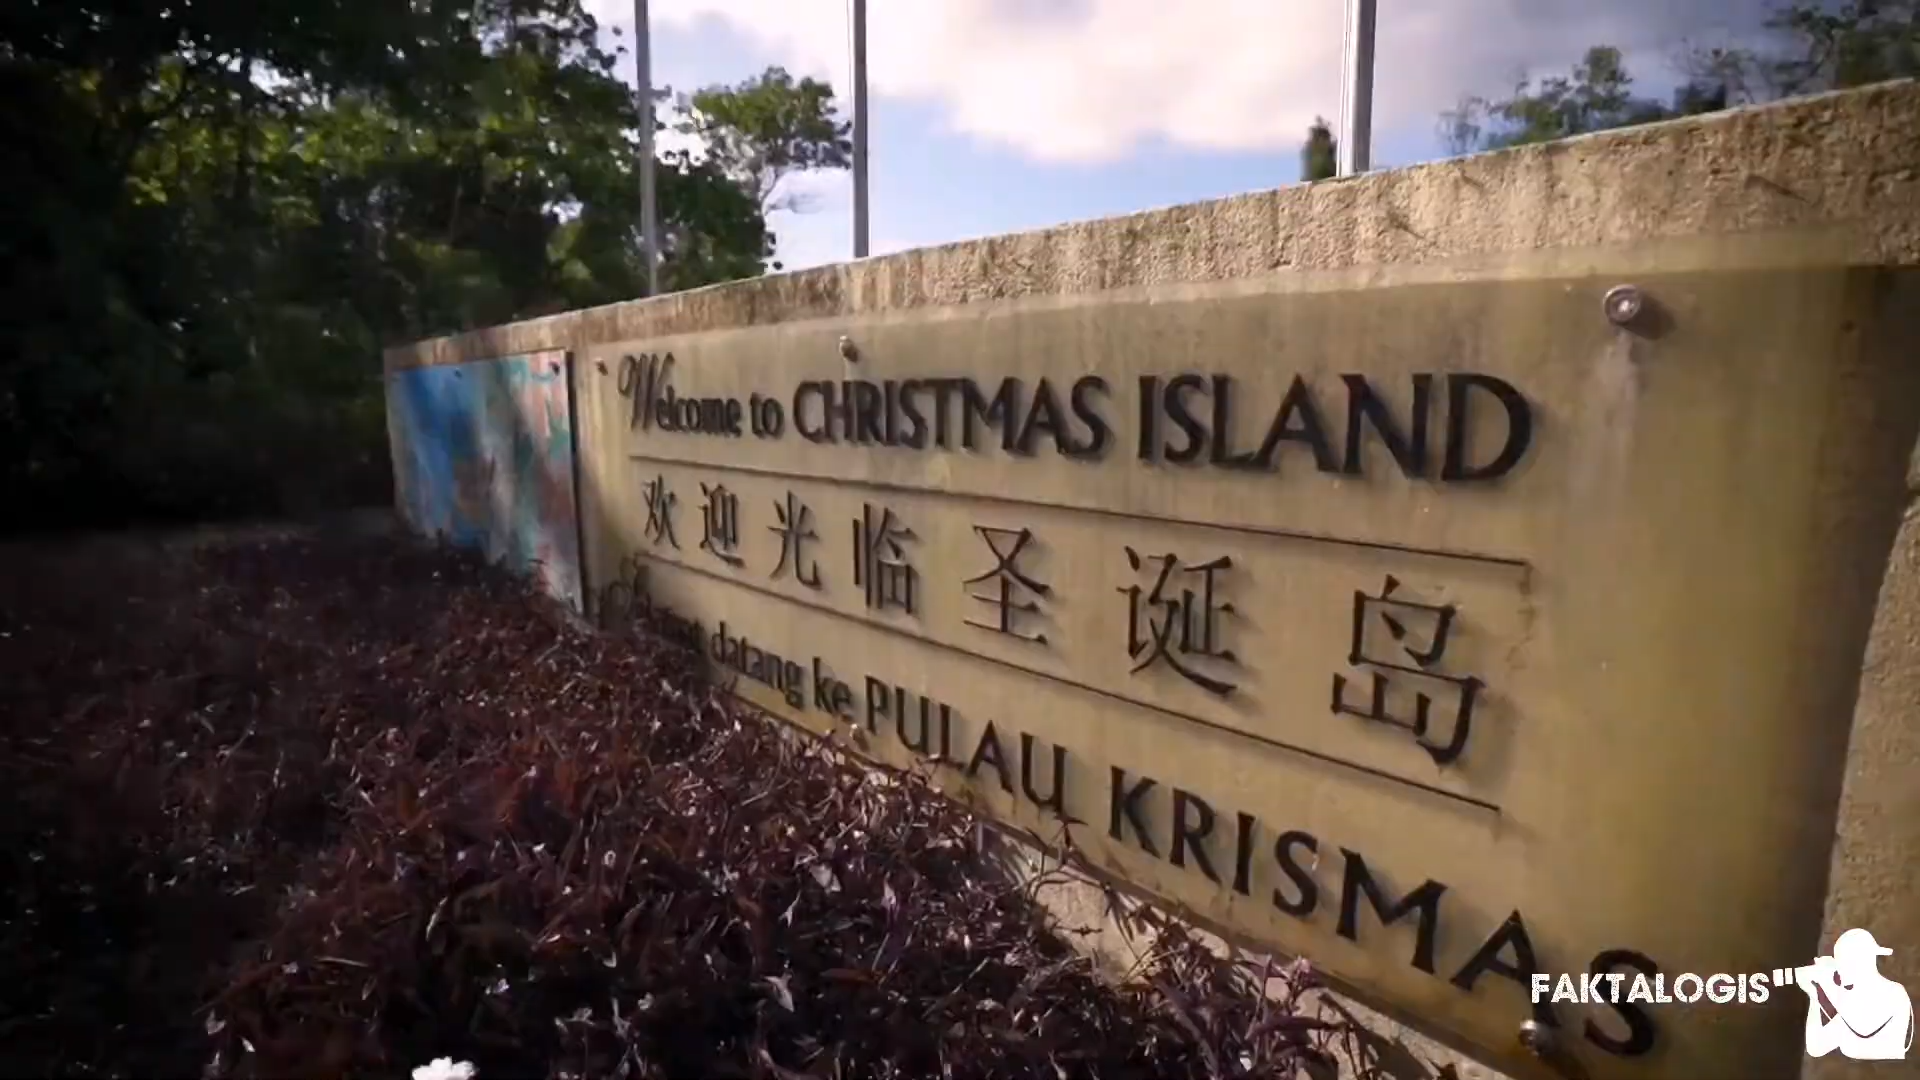 Welcome to CHRISTMAS ISLAND
欢迎光临圣诞岛
datang ke PULAU KRISMAS
FAKTALOGIS